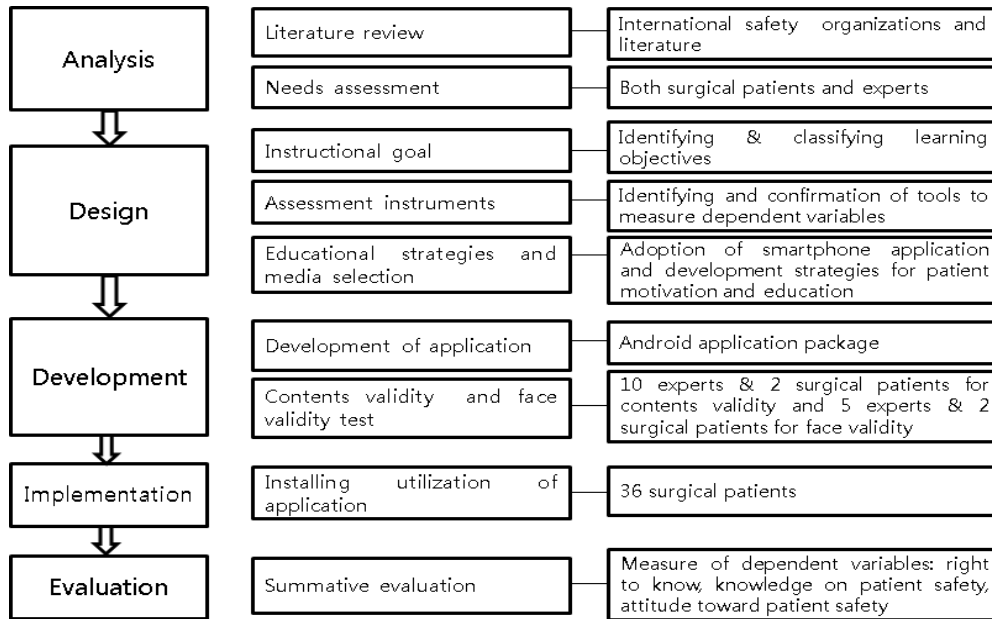 Analysis
Literature review
International safety organizations and
literature
Needs assessment
Both surgical patients and experts
Design
Instructional goal
Identifying & classifying learning
objectives
Assessment instruments
Identifying and confirmation of tools to
measure dependent variables
Educational strategies and
media selection
Adoption of smartphone application
and development strategies for patient
motivation and education
Development
Development of application
Android application package
Contents validity and face
validity test
10 experts & 2 surgical patients for
contents validity and 5 experts & 2
surgical patients for face validity
Implementation
Installing utilization of
application
36 surgical patients
Evaluation
Summative evaluation
Measure of dependent variables: right
to know, knowledge on patient safety,
attitude toward patient safety